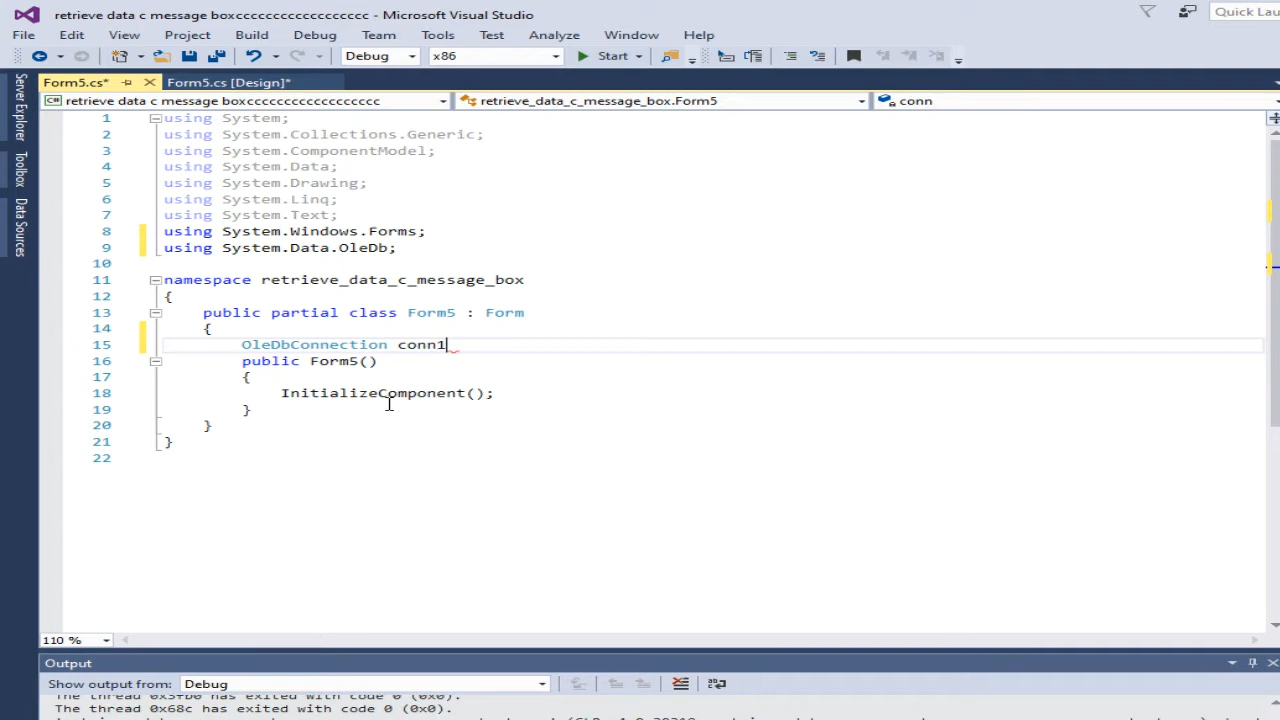 retrieve data c message boxcccccccccccccccccc - Microsoft Visual Studio
Quick Lau
File Edit View Project Build Debug Team Tools Test Analyze Window Help
Debug x86 Start
Form5.cs* Form5.cs [Design]*
retrieve data c message boxcccccccccccccccccc retrieve_data_c_message_box.Form5 conn
Server Explorer
Toolbox
Data Sources
1 using System;
2 using System.Collections.Generic;
3 using System.ComponentModel;
4 using System.Data;
5 using System.Drawing;
6 using System.Linq;
7 using System.Text;
8 using System.Windows.Forms;
9 using System.Data.OleDb;
10
11 namespace retrieve_data_c_message_box
12 {
13 public partial class Form5 : Form
14 {
15 OleDbConnection conn1
16 public Form5()
17 {
18 InitializeComponent();
19 }
20 }
21 }
22
110 %
Output
Show output from: Debug
The thread 0x5fb0 has exited with code 0 (0x0).
The thread 0x68c has exited with code 0 (0x0).